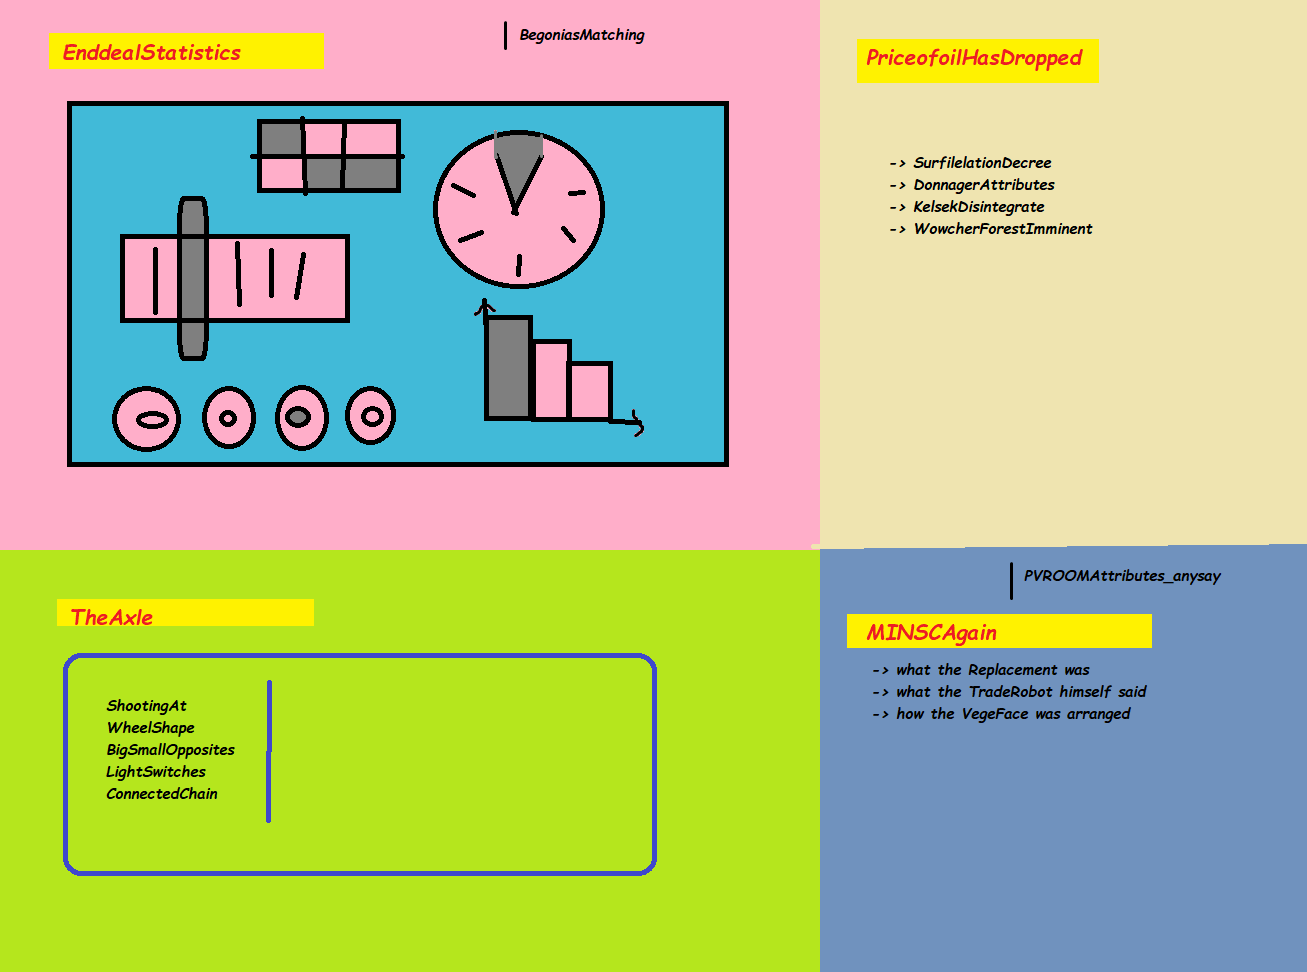 EnddealStatistics
BegoniasMatching
PriceofoilHasDropped
-> SurfilelationDecree
-> DonnagerAttributes
-> KelsekDisintegrate
-> WowcherForestImminent
TheAxle
ShootingAt
WheelShape
BigSmallOpposites
LightSwitches
ConnectedChain
PVROOMAttributes_anysay
MINSCAgain
-> what the Replacement was
-> what the TradeRobot himself said
-> how the VegeFace was arranged